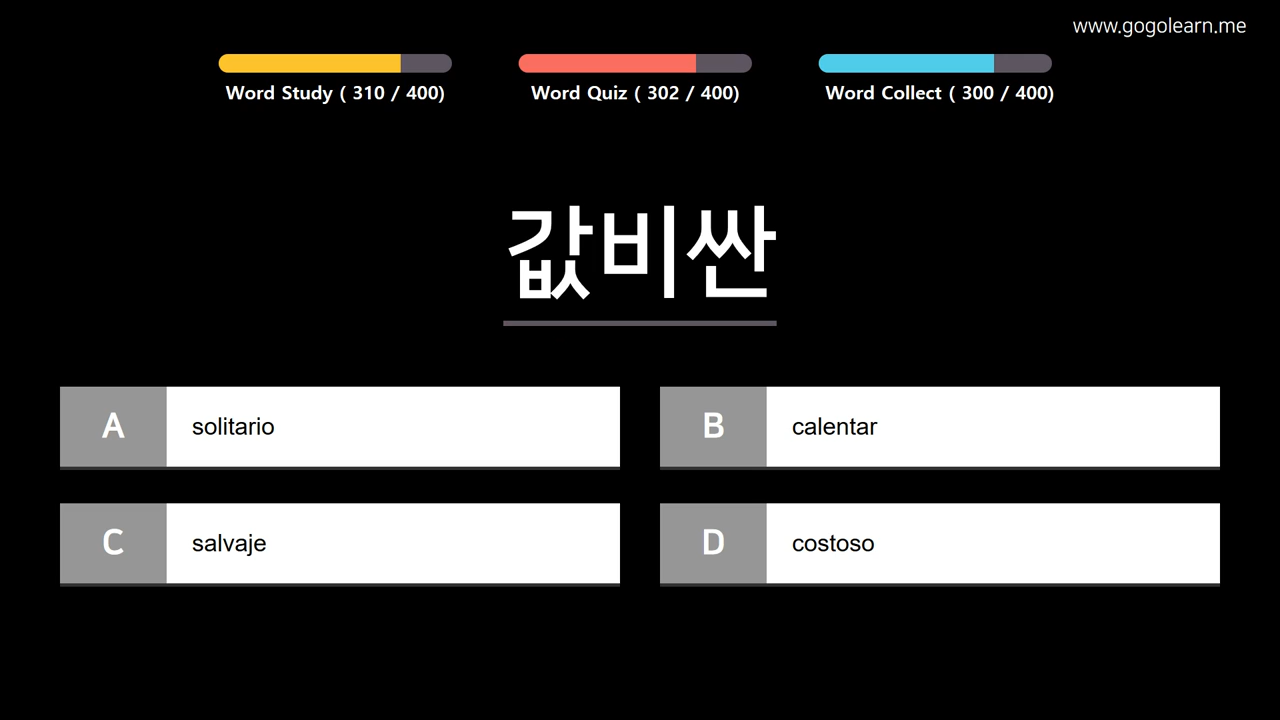 www.gogolearn.me
Word Study ( 310 / 400)
Word Quiz ( 302 / 400)
Word Collect ( 300 / 400)
값비싼
A solitario
B calentar
C salvaje
D costoso